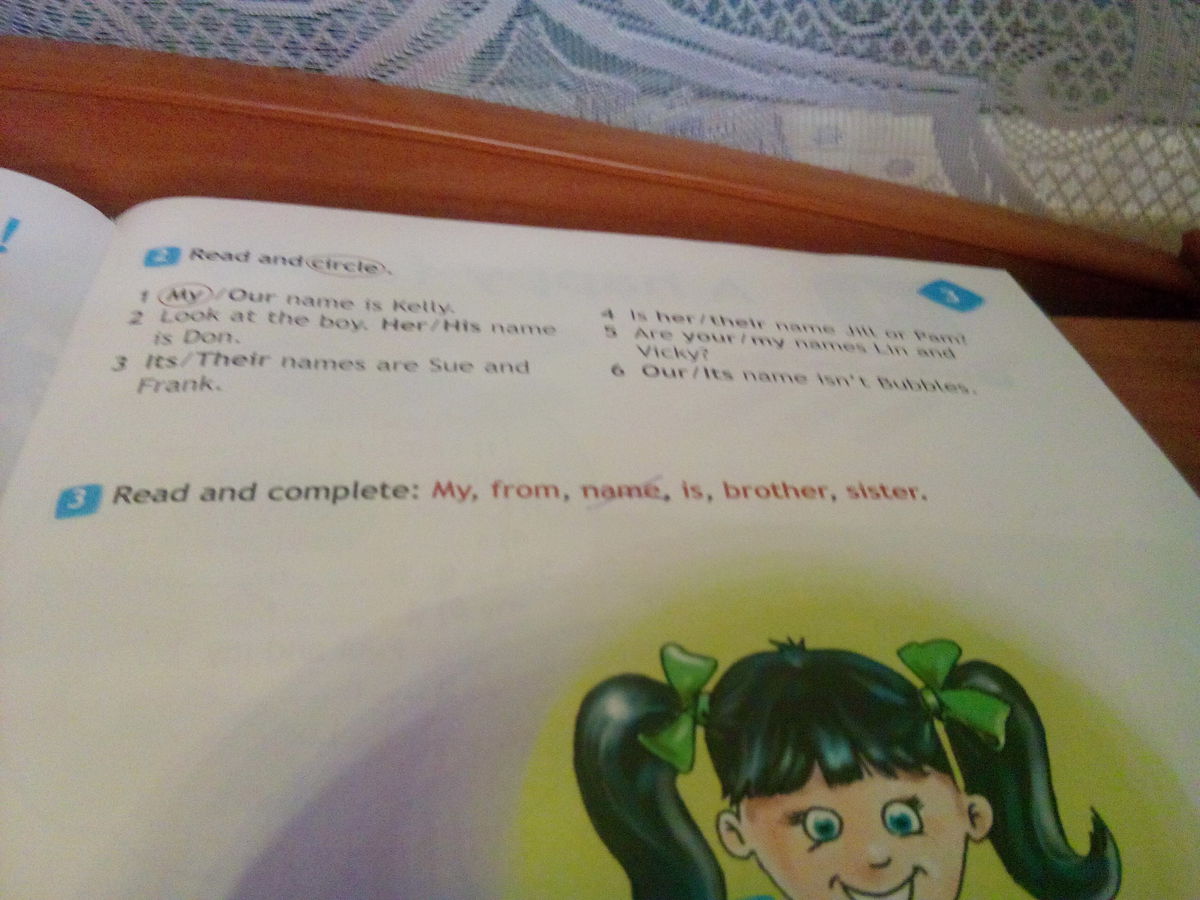 !
2 Read and circle.
3
1 My/Our name is Kelly.
2 Look at the boy. Her/His name
is Don.
3 Its/Their names are Sue and
Frank.
4 Is her/their name Jill or Pam?
5 Are your/my names Lin and
Vicky?
6 Our/Its name isn't Bubbles.
3 Read and complete: My, from, name, is, brother, sister.